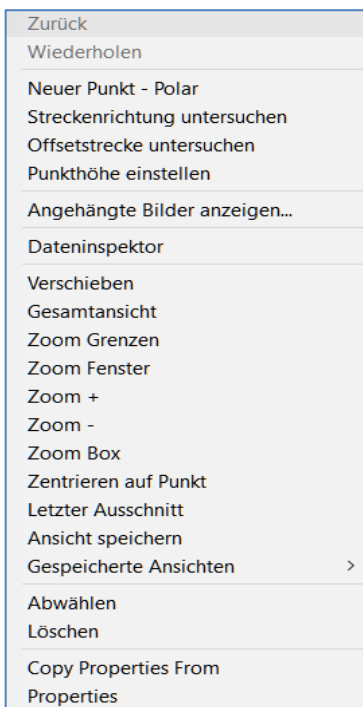 Zurück
Wiederholen
Neuer Punkt - Polar
Streckenrichtung untersuchen
Offsetstrecke untersuchen
Punkthöhe einstellen
Angehängte Bilder anzeigen...
Dateninspektor
Verschieben
Gesamtansicht
Zoom Grenzen
Zoom Fenster
Zoom +
Zoom -
Zoom Box
Zentrieren auf Punkt
Letzter Ausschnitt
Ansicht speichern
Gespeicherte Ansichten >
Abwählen
Löschen
Copy Properties From
Properties